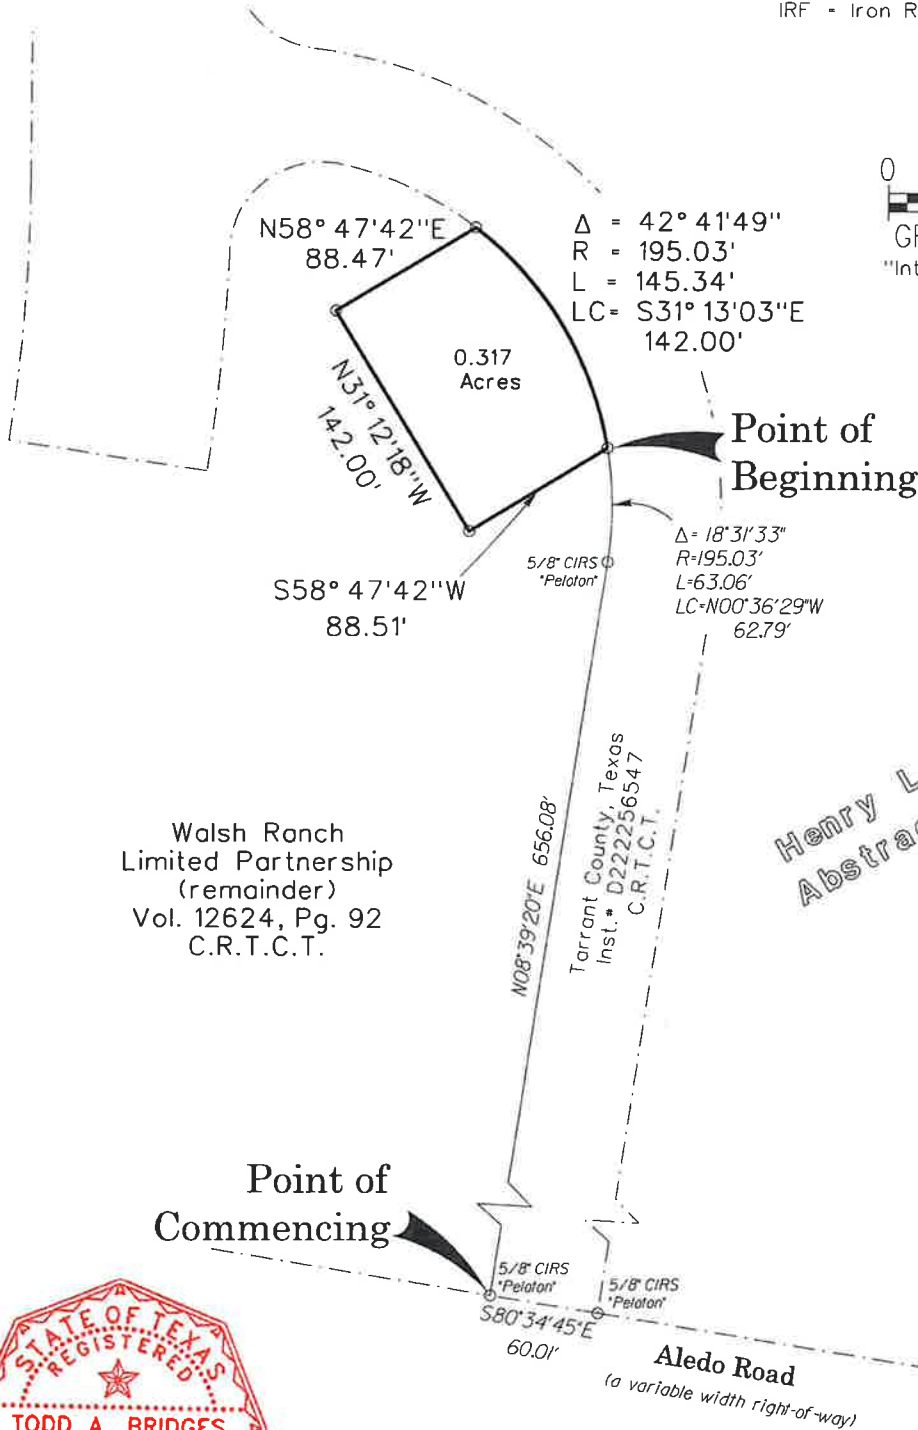 IRF = Iron R
0
GR
"Int
N58° 47'42"E
88.47'
Δ = 42° 41'49"
R = 195.03'
L = 145.34'
LC= S31° 13'03"E
142.00'
0.317
Acres
N31° 12'18"W
142.00'
Point of
Beginning
S58° 47'42"W
88.51'
5/8" CIRS
"Peloton"
Δ= 18°31'33"
R=195.03'
L=63.06'
LC=N00°36'29"W
62.79'
Walsh Ranch
Limited Partnership
(remainder)
Vol. 12624, Pg. 92
C.R.T.C.T.
N08°39'20"E 656.08'
Tarrant County, Texas
Inst.# D222256547
C.R.T.C.T.
Henry L
Abstrac
Point of
Commencing
5/8" CIRS
"Peloton"
5/8" CIRS
"Peloton"
S80°34'45"E
60.01'
Aledo Road
(a variable width right-of-way)
STATE OF TEXAS
REGISTERED
TODD A. BRIDGES